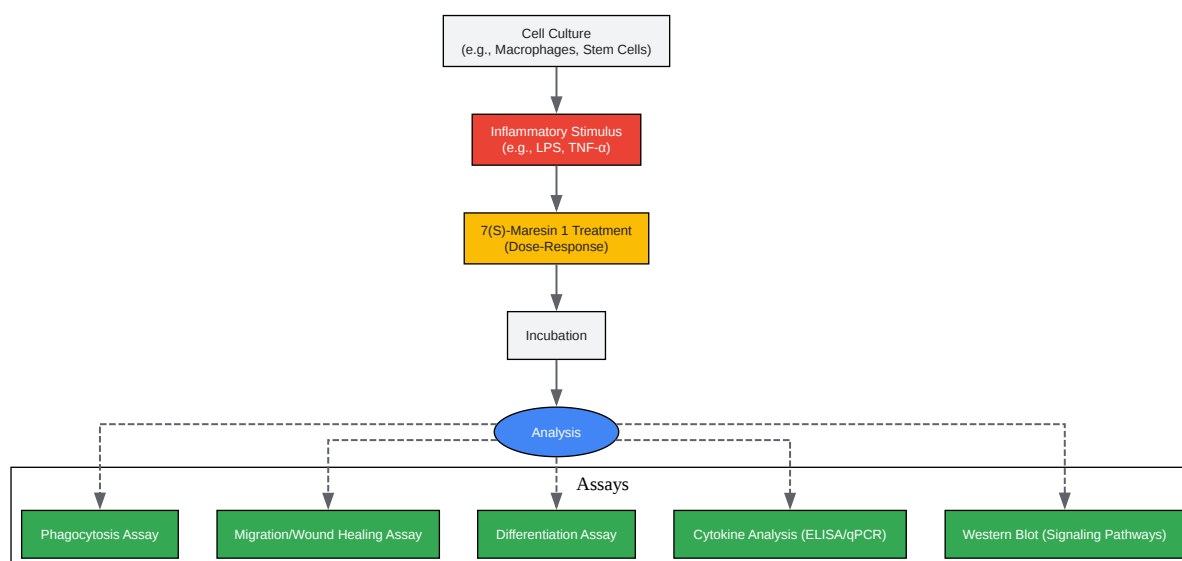 Cell Culture
(e.g., Macrophages, Stem Cells)
Inflammatory Stimulus
(e.g., LPS, TNF-α)
7(S)-Maresin 1 Treatment
(Dose-Response)
Incubation
Analysis
Assays
Phagocytosis Assay
Migration/Wound Healing Assay
Differentiation Assay
Cytokine Analysis (ELISA/qPCR)
Western Blot (Signaling Pathways)